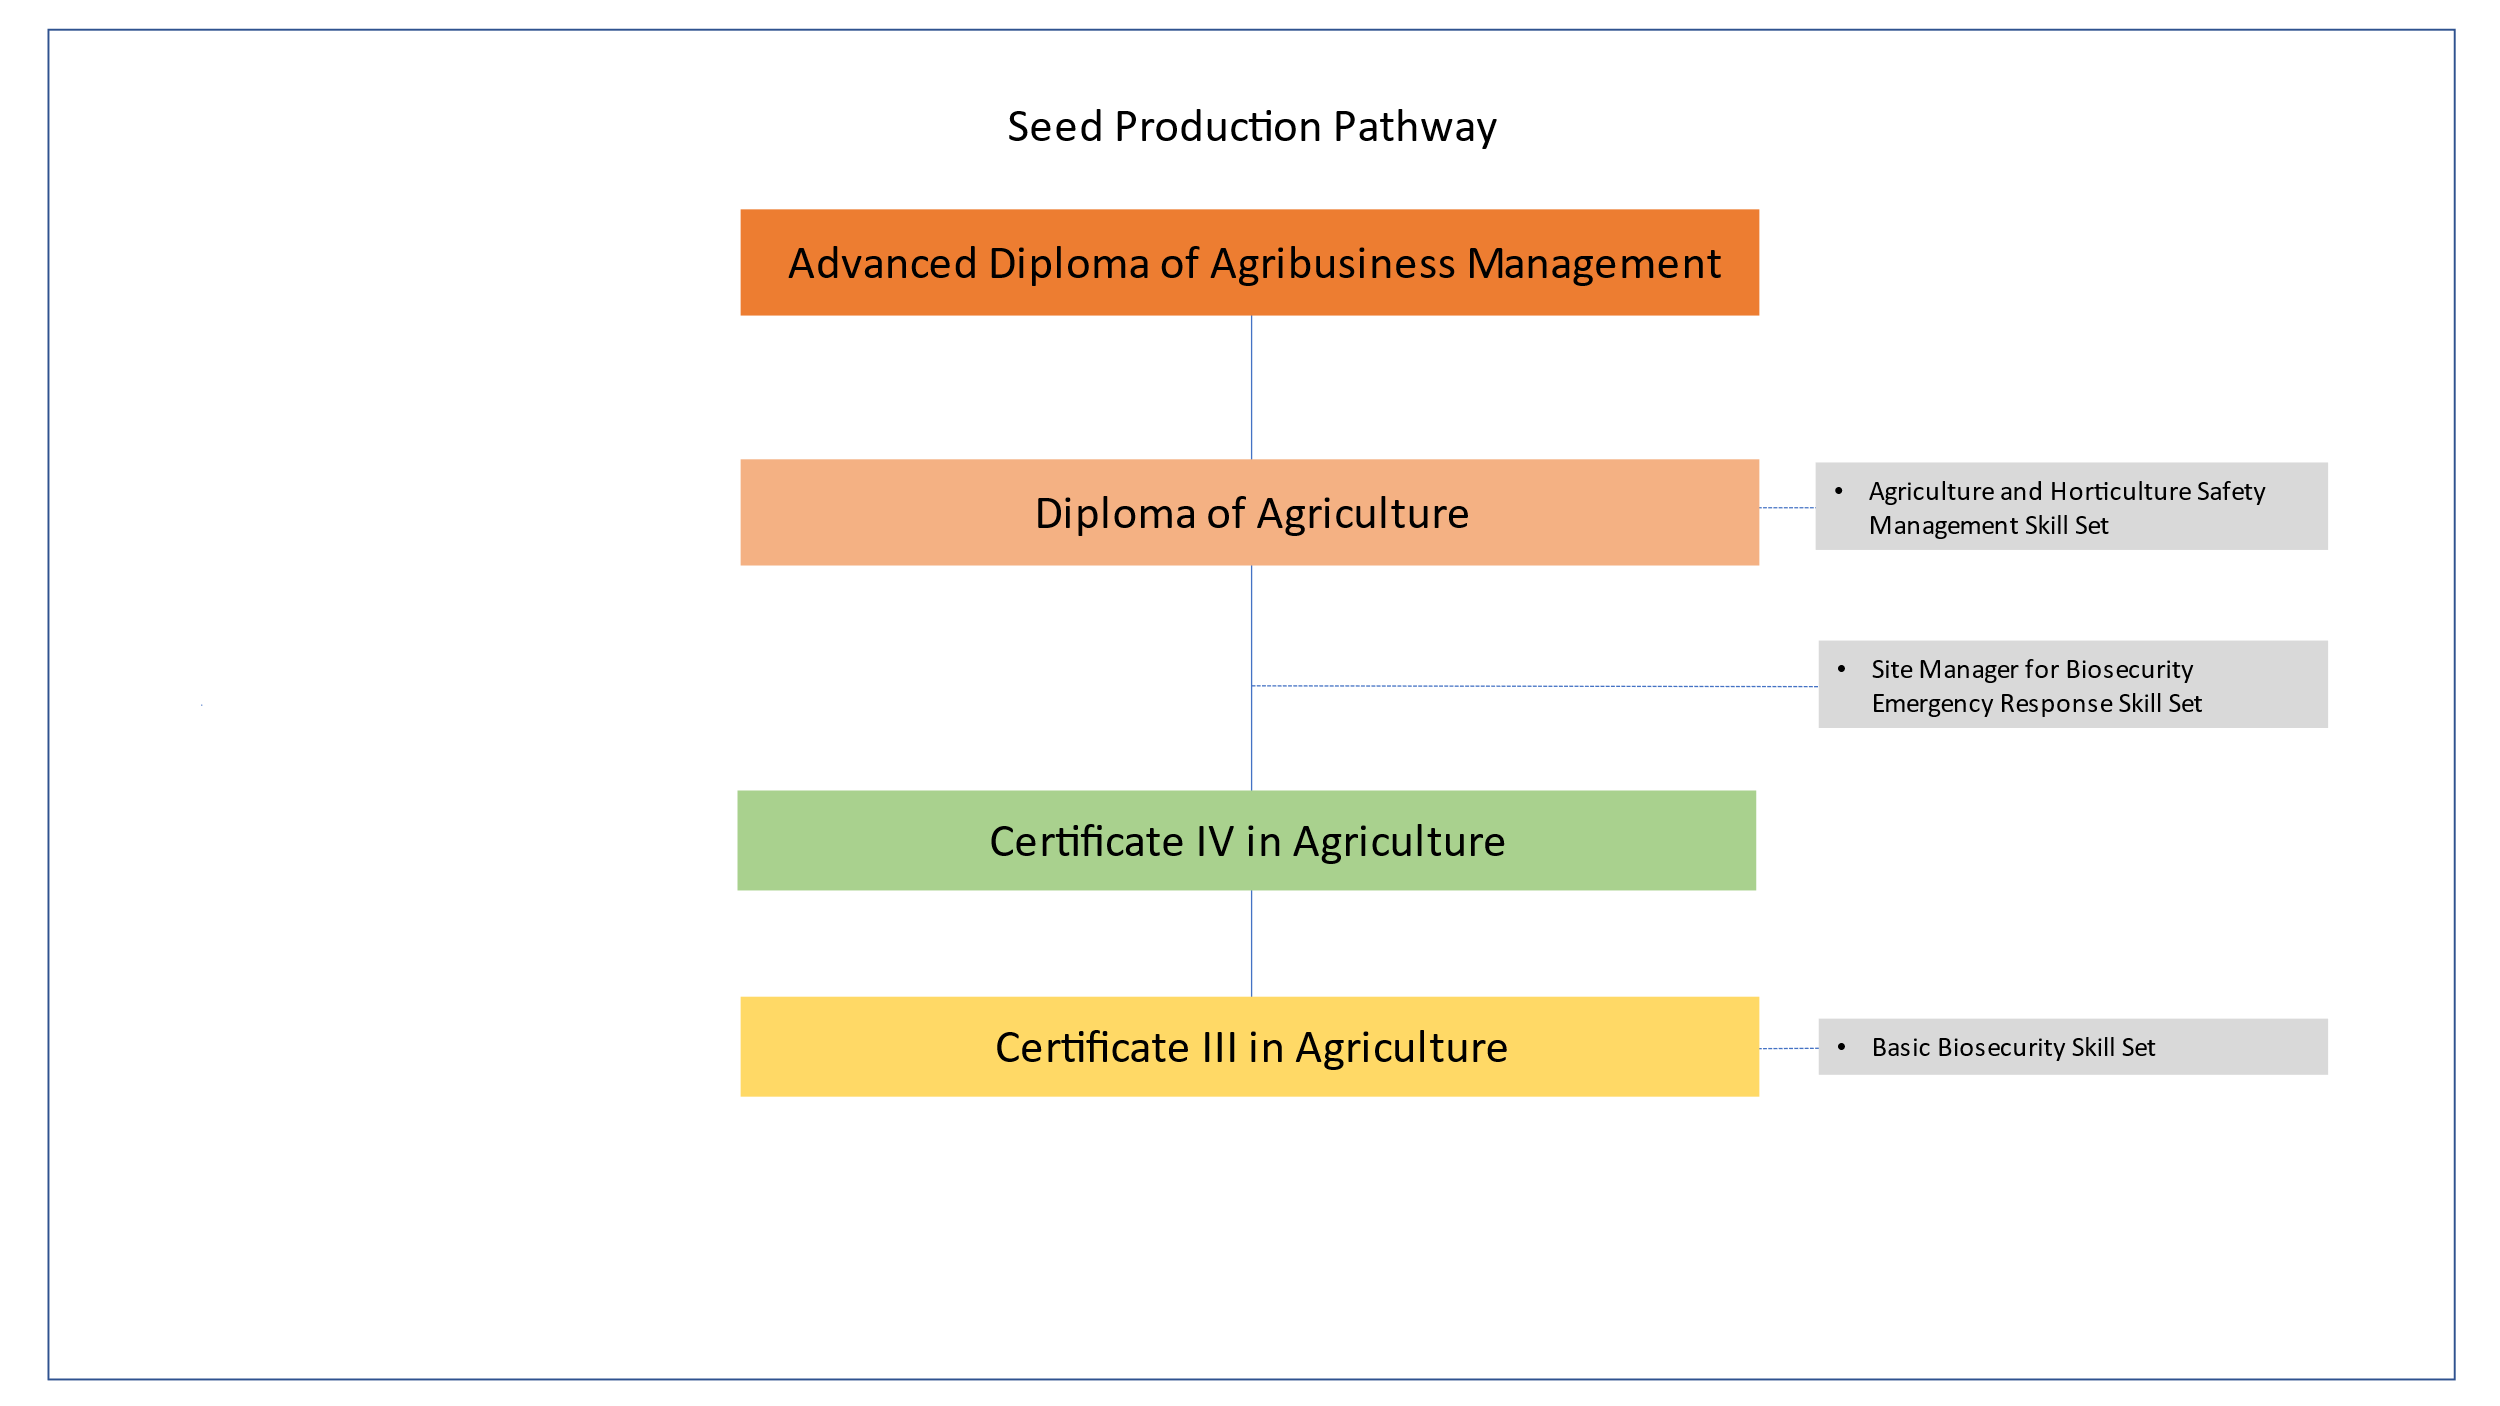 Seed Production Pathway
Advanced Diploma of Agribusiness Management
Diploma of Agriculture
• Agriculture and Horticulture Safety
Management Skill Set
• Site Manager for Biosecurity
Emergency Response Skill Set
Certificate IV in Agriculture
Certificate III in Agriculture
• Basic Biosecurity Skill Set